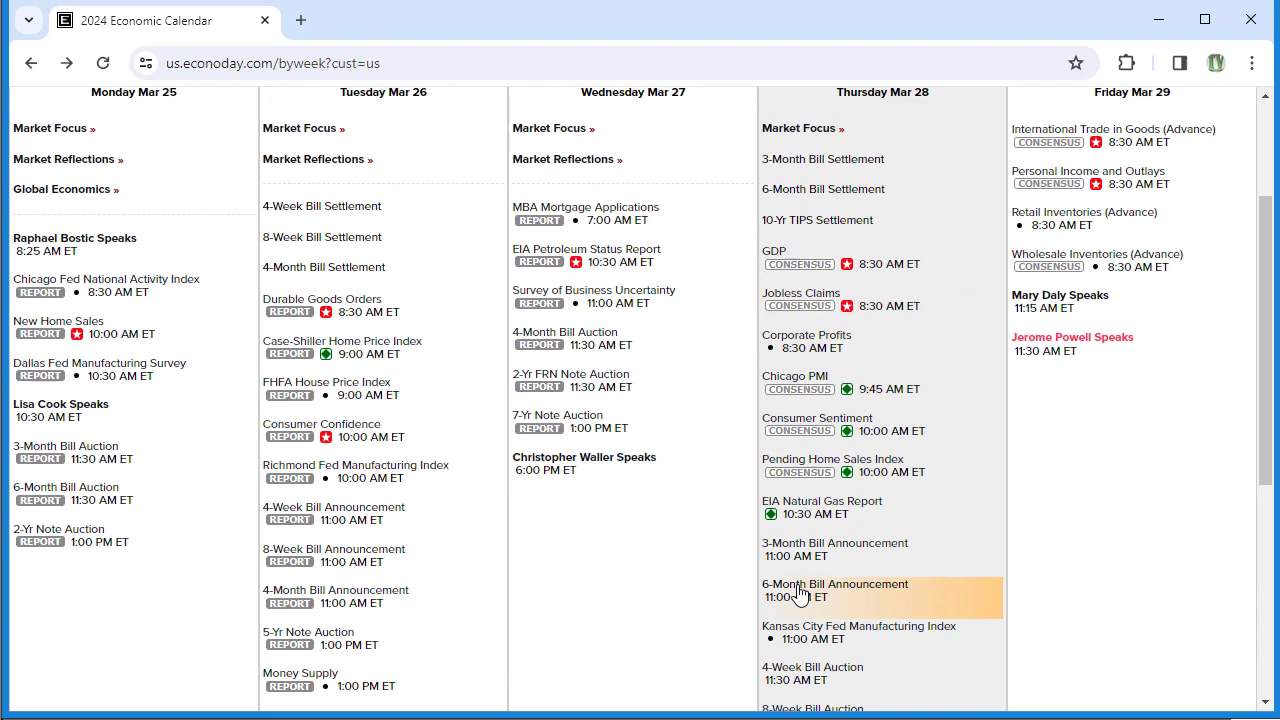 2024 Economic Calendar
us.econoday.com/byweek?cust=us
Monday Mar 25
Market Focus »
Market Reflections »
Global Economics »
Raphael Bostic Speaks
8:25 AM ET
Chicago Fed National Activity Index
REPORT • 8:30 AM ET
New Home Sales
REPORT 10:00 AM ET
Dallas Fed Manufacturing Survey
REPORT • 10:30 AM ET
Lisa Cook Speaks
10:30 AM ET
3-Month Bill Auction
REPORT 11:30 AM ET
6-Month Bill Auction
REPORT 11:30 AM ET
2-Yr Note Auction
REPORT 1:00 PM ET
Tuesday Mar 26
Market Focus »
Market Reflections »
4-Week Bill Settlement
8-Week Bill Settlement
4-Month Bill Settlement
Durable Goods Orders
REPORT 8:30 AM ET
Case-Shiller Home Price Index
REPORT 9:00 AM ET
FHFA House Price Index
REPORT • 9:00 AM ET
Consumer Confidence
REPORT 10:00 AM ET
Richmond Fed Manufacturing Index
REPORT • 10:00 AM ET
4-Week Bill Announcement
REPORT 11:00 AM ET
8-Week Bill Announcement
REPORT 11:00 AM ET
4-Month Bill Announcement
REPORT 11:00 AM ET
5-Yr Note Auction
REPORT 1:00 PM ET
Money Supply
REPORT • 1:00 PM ET
Wednesday Mar 27
Market Focus »
Market Reflections »
MBA Mortgage Applications
REPORT • 7:00 AM ET
EIA Petroleum Status Report
REPORT 10:30 AM ET
Survey of Business Uncertainty
REPORT • 11:00 AM ET
4-Month Bill Auction
REPORT 11:30 AM ET
2-Yr FRN Note Auction
REPORT 11:30 AM ET
7-Yr Note Auction
REPORT 1:00 PM ET
Christopher Waller Speaks
6:00 PM ET
Thursday Mar 28
Market Focus »
3-Month Bill Settlement
6-Month Bill Settlement
10-Yr TIPS Settlement
GDP
CONSENSUS 8:30 AM ET
Jobless Claims
CONSENSUS 8:30 AM ET
Corporate Profits
• 8:30 AM ET
Chicago PMI
CONSENSUS 9:45 AM ET
Consumer Sentiment
CONSENSUS 10:00 AM ET
Pending Home Sales Index
CONSENSUS 10:00 AM ET
EIA Natural Gas Report
10:30 AM ET
3-Month Bill Announcement
11:00 AM ET
6-Month Bill Announcement
11:00 ET
Kansas City Fed Manufacturing Index
• 11:00 AM ET
4-Week Bill Auction
11:30 AM ET
8-Week Bill Auction
Friday Mar 29
International Trade in Goods (Advance)
CONSENSUS 8:30 AM ET
Personal Income and Outlays
CONSENSUS 8:30 AM ET
Retail Inventories (Advance)
• 8:30 AM ET
Wholesale Inventories (Advance)
CONSENSUS • 8:30 AM ET
Mary Daly Speaks
11:15 AM ET
Jerome Powell Speaks
11:30 AM ET